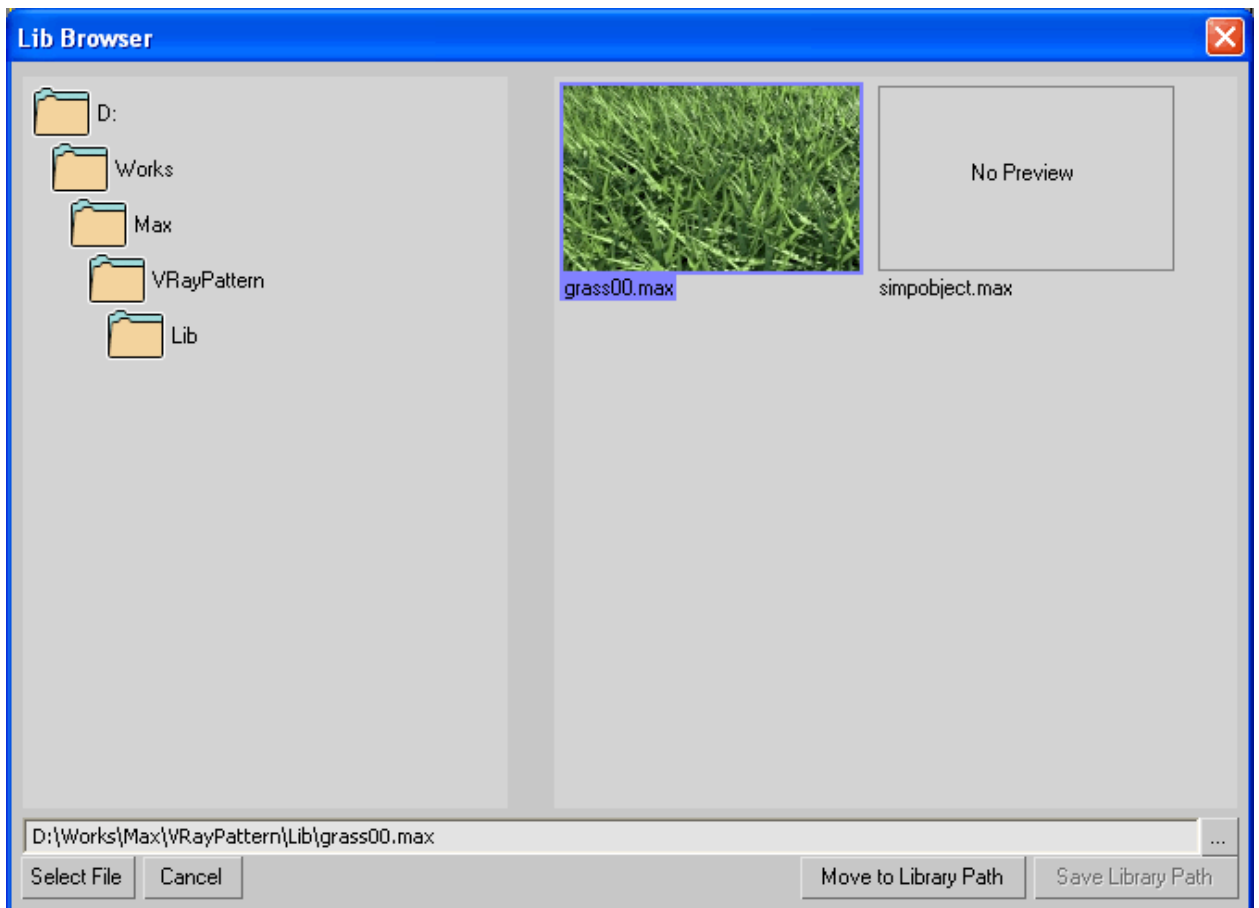 Lib Browser
D:
Works
Max
VRayPattern
Lib
No Preview
grass00.max
simpobject.max
D:\Works\Max\VRayPattern\Lib\grass00.max
...
Select File
Cancel
Move to Library Path
Save Library Path